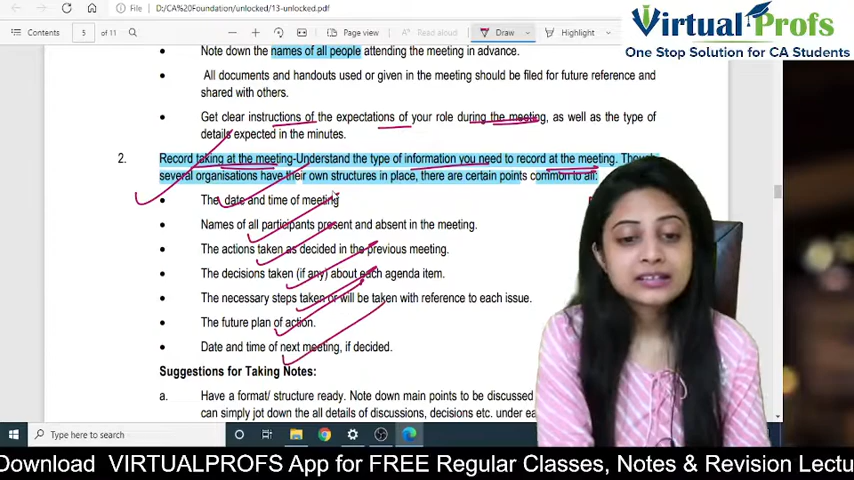 File
D:/CA%20Foundation/unlocked/13-unlocked.pdf
Contents
5
of 11
Page view
Read aloud
Draw
Highlight
Virtual Profs
One Stop Solution for CA Students
Note down the names of all people attending the meeting in advance.
All documents and handouts used or given in the meeting should be filed for future reference and
shared with others.
Get clear instructions of the expectations of your role during the meeting, as well as the type of
details expected in the minutes.
2. Record taking at the meeting-Understand the type of information you need to record at the meeting.
several organisations have their own structures in place, there are certain points common to all:
The date and time of meeting
Names of all participants present and absent in the meeting.
The actions taken as decided in the previous meeting.
The decisions taken (if any) about each agenda item.
The necessary steps taken or will be taken with reference to each issue.
The future plan of action.
Date and time of next meeting, if decided.
Suggestions for Taking Notes:
a. Have a format/ structure ready. Note down main points to be discussed
can simply jot down the all details of discussions, decisions etc. under
Type here to search
Download VIRTUALPROFS App for FREE Regular Classes, Notes & Revision